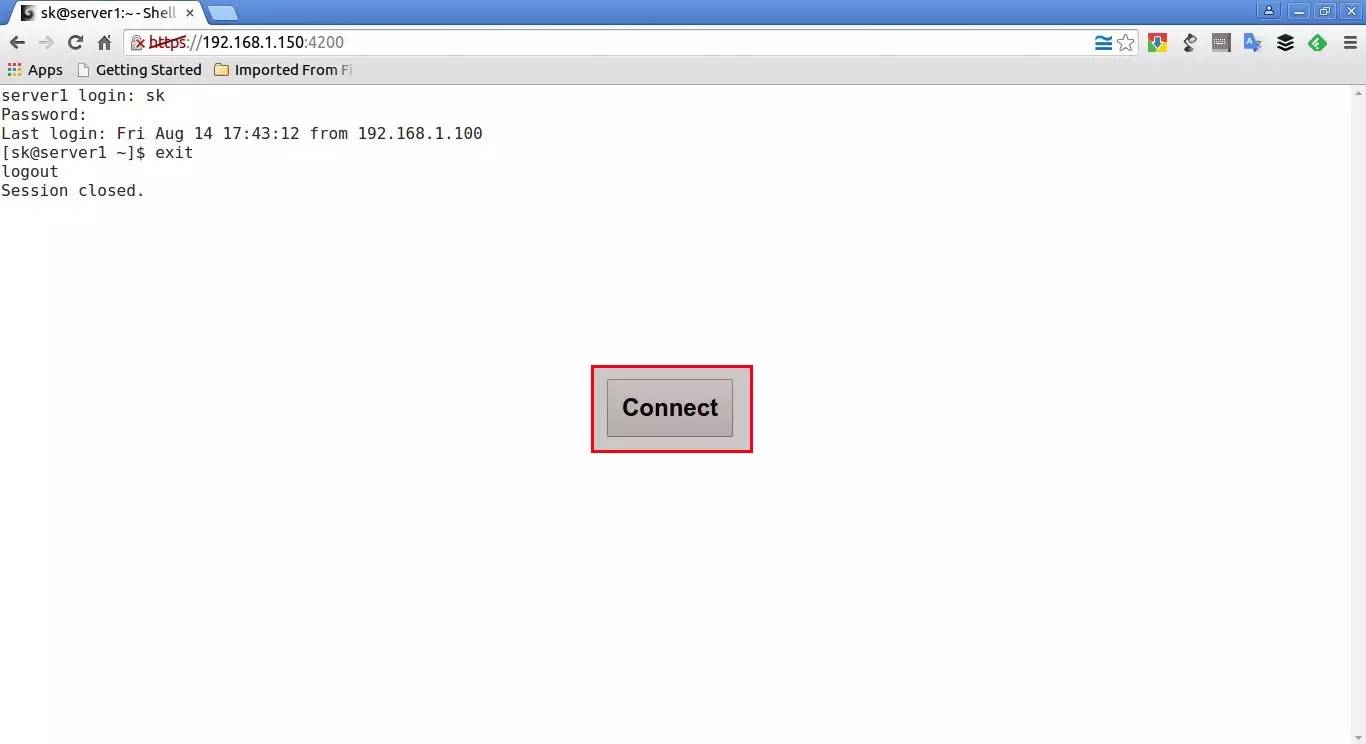 sk@server1:~ - Shell
https://192.168.1.150:4200
Apps Getting Started Imported From Fi
server1 login: sk
Password:
Last login: Fri Aug 14 17:43:12 from 192.168.1.100
[sk@server1 ~]$ exit
logout
Session closed.
Connect